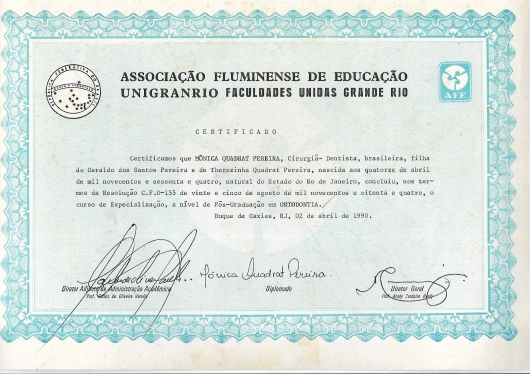 ASSOCIAÇÃO FLUMINENSE DE EDUCAÇÃO
UNIGRANRIO FACULDADES UNIDAS GRANDE RIO
AFE
CERTIFICADO
Certificamos que MÔNICA QUADRAT PEREIRA, Cirurgiã- Dentista, brasileira, filha
de Geraldo dos Santos Pereira e de Therezinha Quadrat Pereira, nascida aos quatorze de abril
de mil novecentos e sessenta e quatro, natural do Estado do Rio de Janeiro, concluiu, nos ter-
mos da Resolução C.F.O-155 de vinte e cinco de agosto de mil novecentos e oitenta e quatro, o
curso de Especialização, a nível de Pós-Graduação em ORTODONTIA.
Duque de Caxias, RJ, 02 de abril de 1990.
Mônica Quadrat Pereira
Diretor de Administração Acadêmica
Diplomado
Diretor Geral